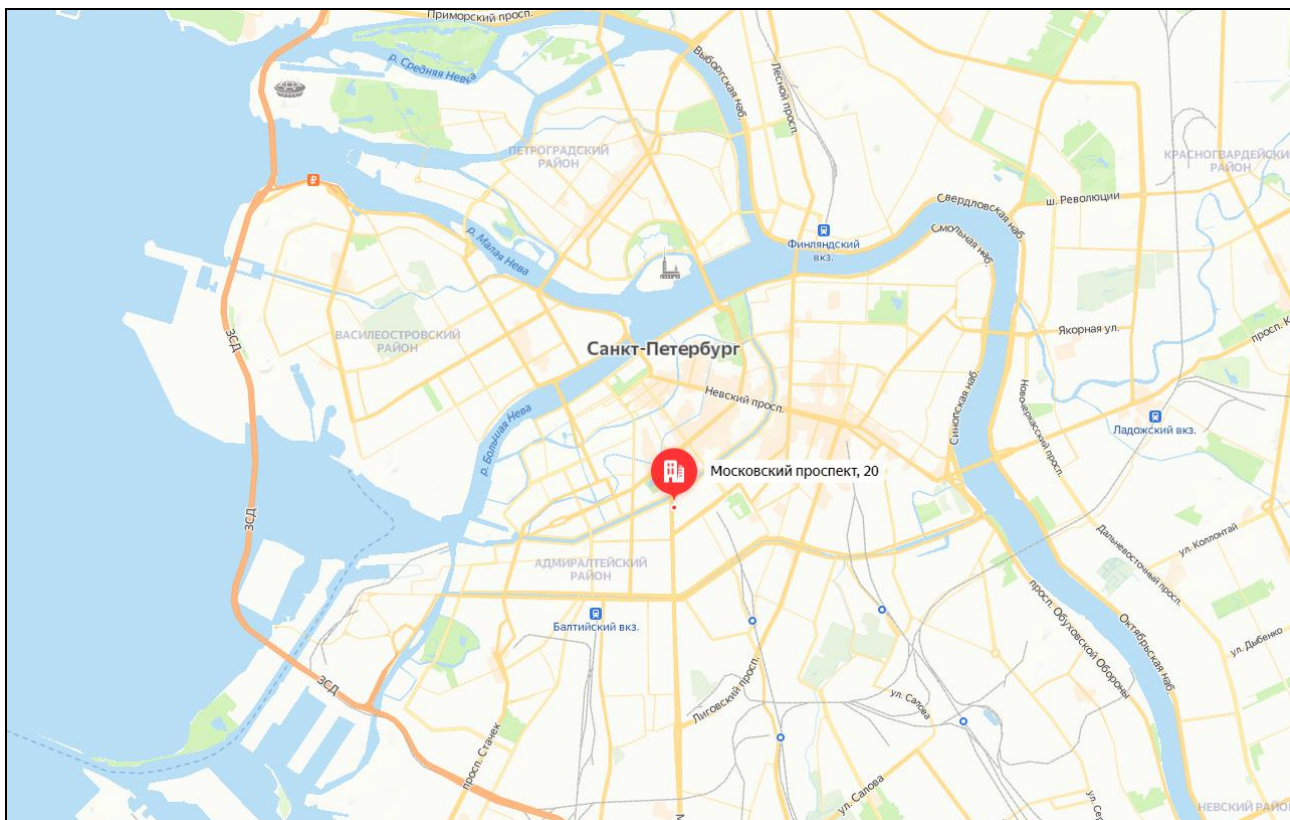 Приморский просп.
р. Средняя Невка
Выборгская наб.
Лесной просп.
ПЕТРОГРАДСКИЙ
РАЙОН
КРАСНОГВАРДЕЙСКИЙ
РАЙОН
ш. Революции
Свердловская наб.
Смольная наб.
Финляндский
вкз.
р. Малая Нева
ЗСД
ВАСИЛЕОСТРОВСКИЙ
РАЙОН
Якорная ул.
просп. К
Санкт-Петербург
Невский просп.
р. Большая Нева
Синопская наб.
Новочеркасский просп.
Ладожский вкз.
Московский проспект, 20
ЗСД
АДМИРАЛТЕЙСКИЙ
РАЙОН
ул. Коллонтай
Дальневосточный просп.
Балтийский вкз.
просп. Обуховской Обороны
Октябрьская наб.
ул. Дыбенко
ЗСД
Лиговский просп.
ул. Салова
просп. Стачек
ул. Салова
НЕВСКИЙ РАЙОН